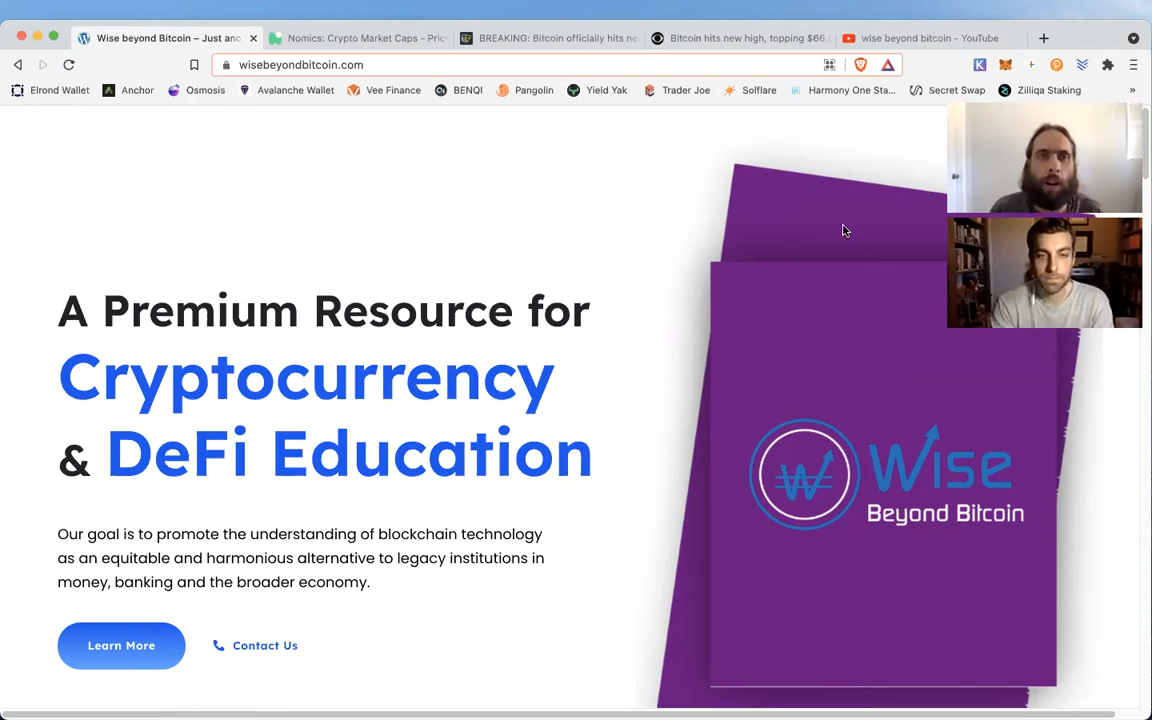 Wise beyond Bitcoin – Just ano
Nomics: Crypto Market Caps - Pric
BREAKING: Bitcoin officially hits ne
Bitcoin hits new high, topping $66,
wise beyond bitcoin - YouTube
wisebeyondbitcoin.com
Elrond Wallet
Anchor
Osmosis
Avalanche Wallet
Vee Finance
BENQI
Pangolin
Yield Yak
Trader Joe
Solflare
Harmony One Sta...
Secret Swap
Zilliqa Staking
A Premium Resource for
Cryptocurrency
& DeFi Education
Our goal is to promote the understanding of blockchain technology
as an equitable and harmonious alternative to legacy institutions in
money, banking and the broader economy.
Learn More
Contact Us
Wise
Beyond Bitcoin